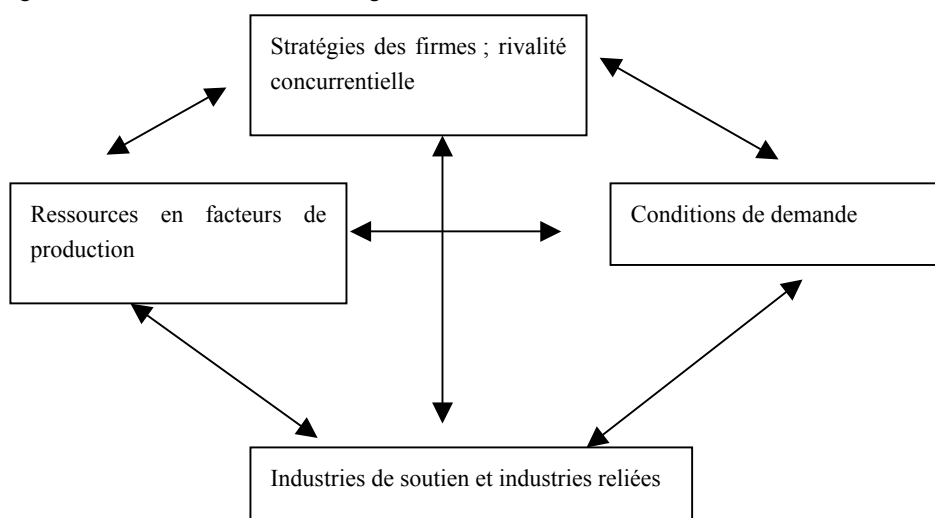 Stratégies des firmes ; rivalité
concurrentielle
Ressources en facteurs de
production
Conditions de demande
Industries de soutien et industries reliées